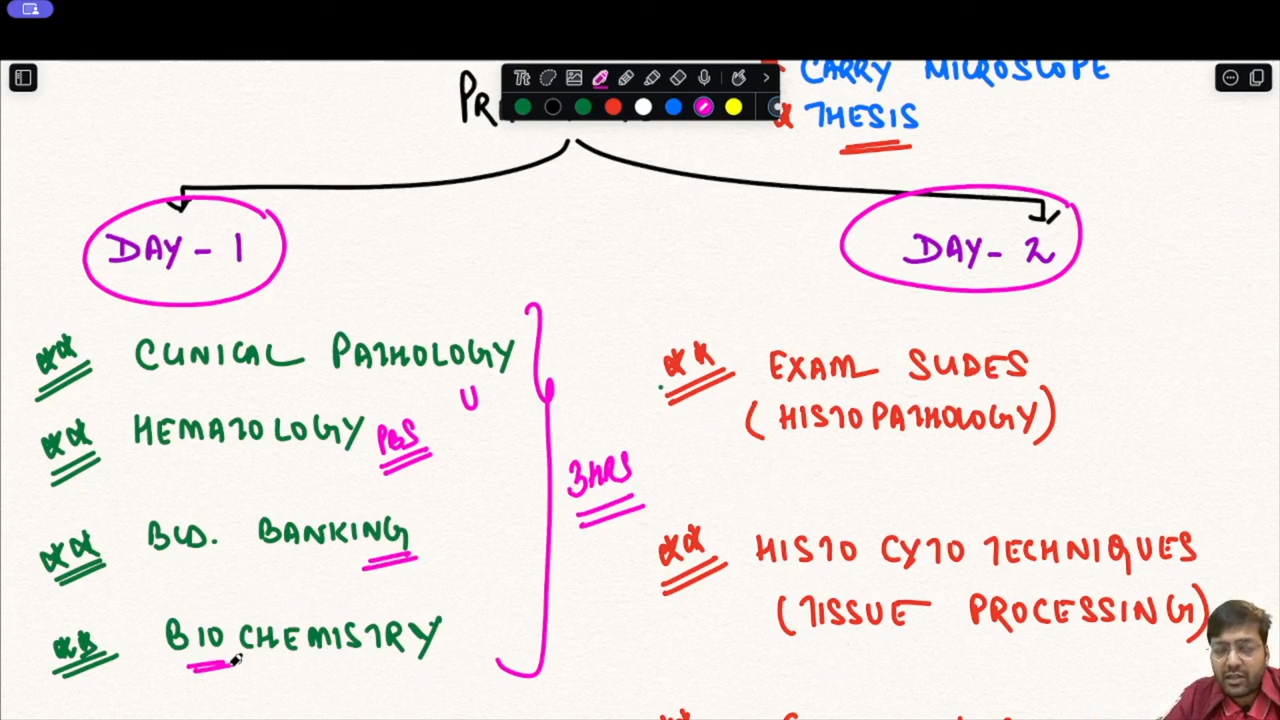 CARRY MICROSCOPE
THESIS
DAY - 1
DAY - 2
** CLINICAL PATHOLOGY
U
** HEMATOLOGY PBS
** BLD. BANKING
** BIOCHEMISTRY
3HRS
** EXAM SLIDES
(HISTOPATHOLOGY)
** HISTO CYTO TECHNIQUES
(TISSUE PROCESSING)
Tt